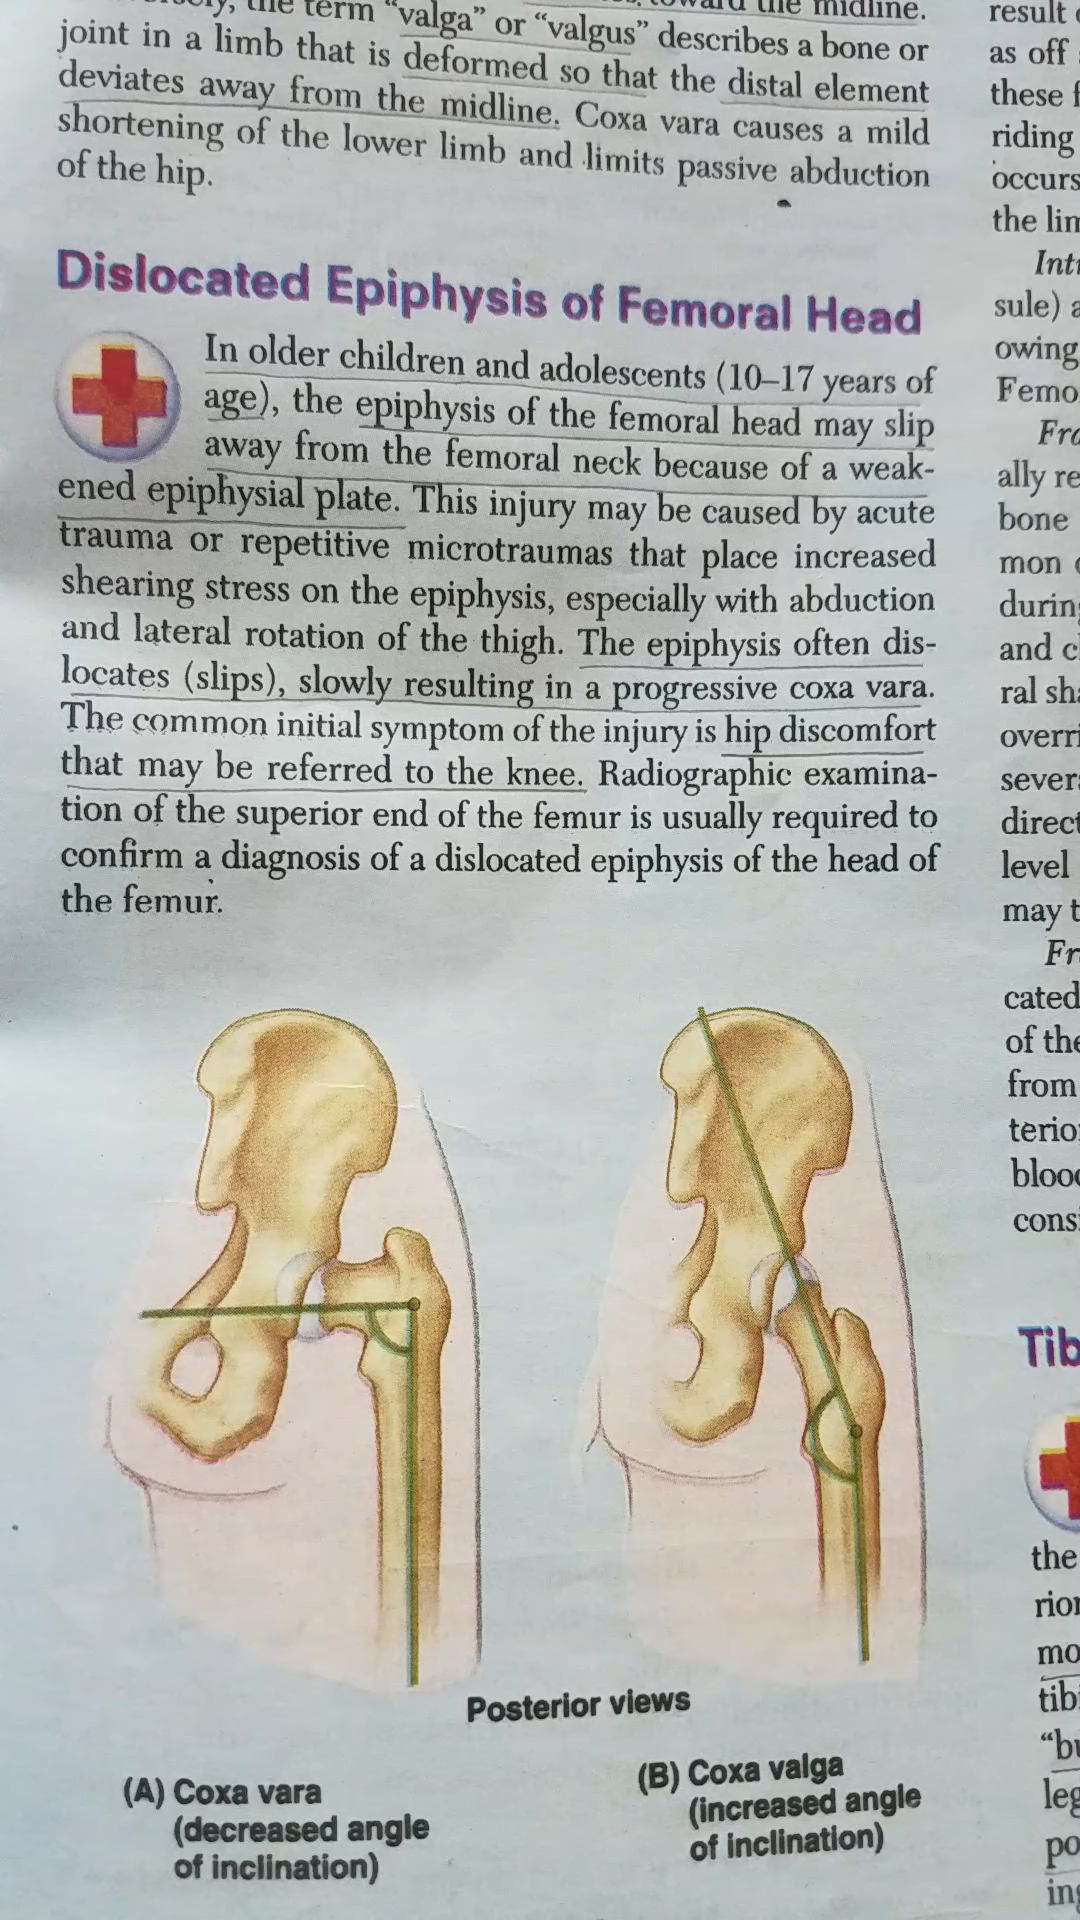 the term "valga" or "valgus" describes a bone or
joint in a limb that is deformed so that the distal element
deviates away from the midline. Coxa vara causes a mild
shortening of the lower limb and limits passive abduction
of the hip.
Dislocated Epiphysis of Femoral Head
In older children and adolescents (10–17 years of
age), the epiphysis of the femoral head may slip
away from the femoral neck because of a weak-
ened epiphysial plate. This injury may be caused by acute
trauma or repetitive microtraumas that place increased
shearing stress on the epiphysis, especially with abduction
and lateral rotation of the thigh. The epiphysis often dis-
locates (slips), slowly resulting in a progressive coxa vara.
The common initial symptom of the injury is hip discomfort
that may be referred to the knee. Radiographic examina-
tion of the superior end of the femur is usually required to
confirm a diagnosis of a dislocated epiphysis of the head of
the femur.
Posterior views
(A) Coxa vara
(decreased angle
of inclination)
(B) Coxa valga
(increased angle
of inclination)
result
as off
these
riding
occurs
the
sule)
owing
ally
bone
mon
and
level
may
cated
of the
from
the